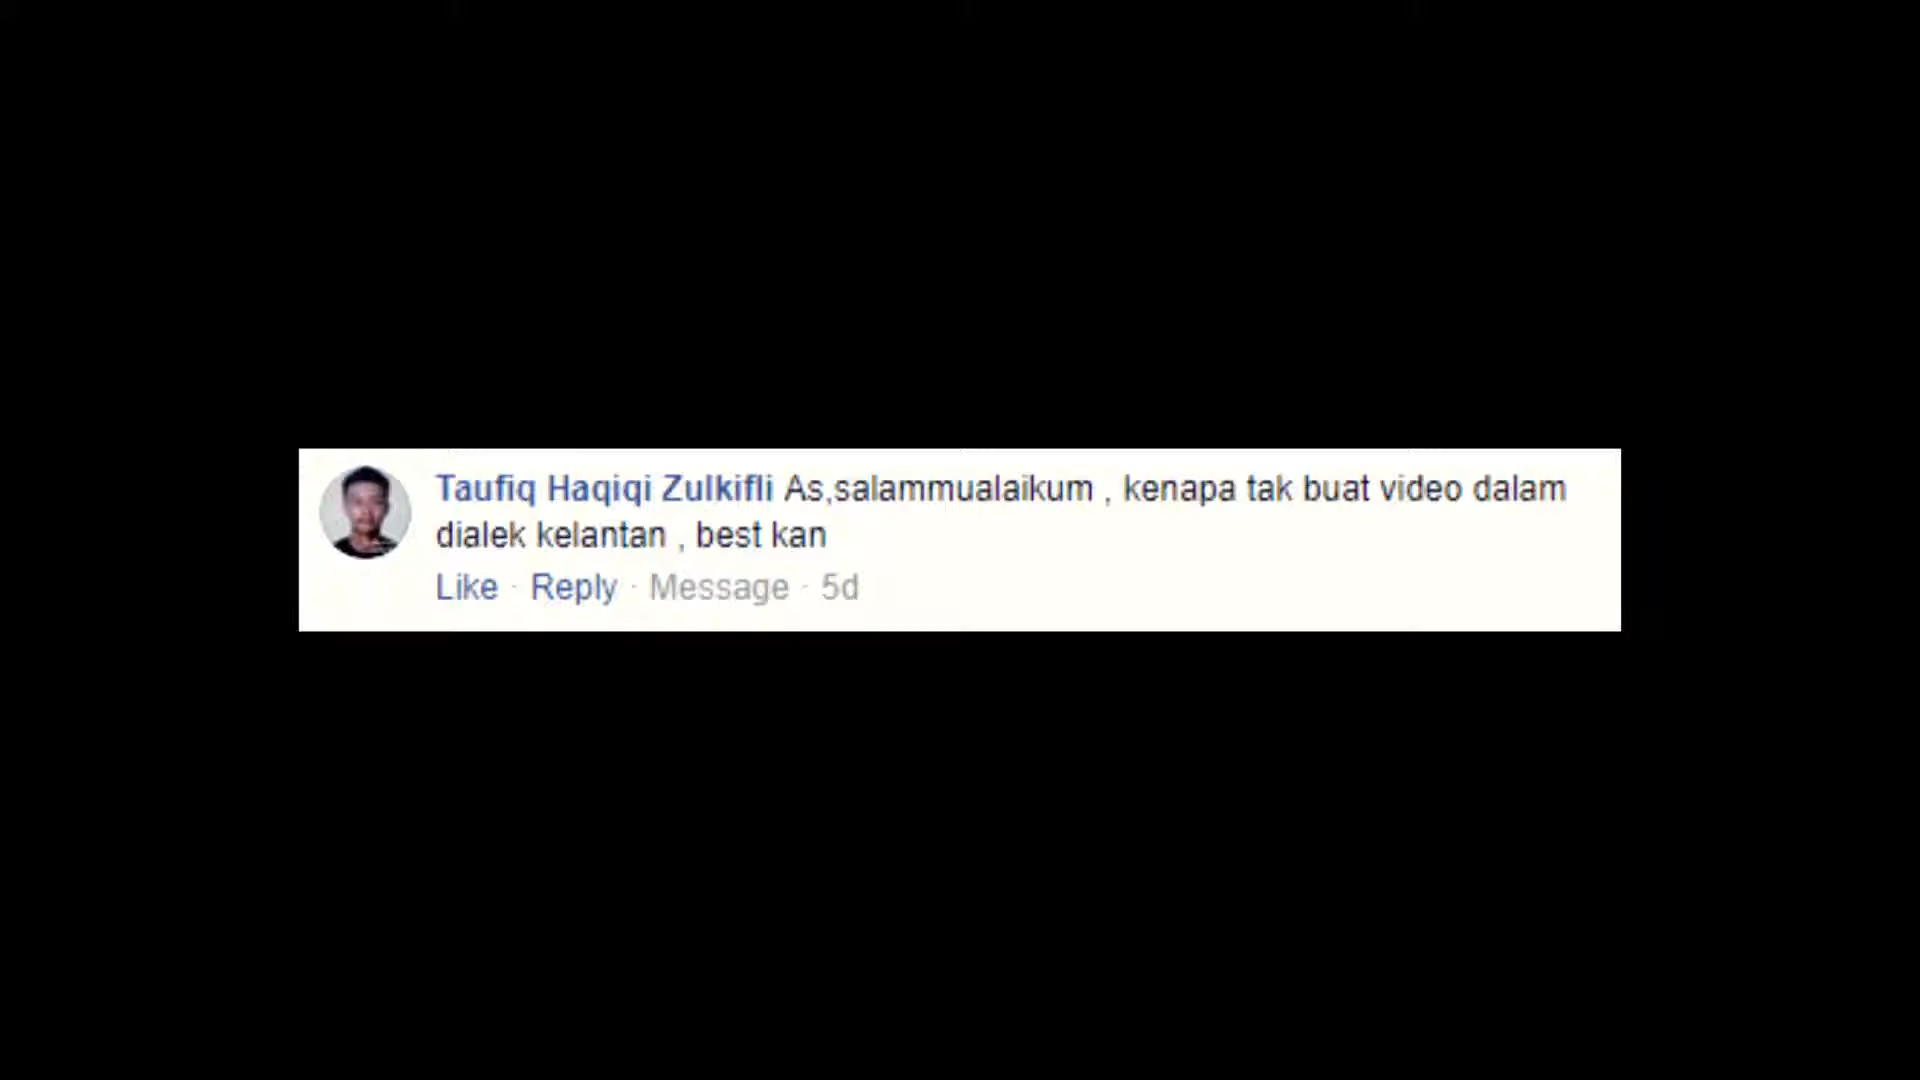 Taufiq Haqiqi Zulkifli As,salammualaikum , kenapa tak buat video dalam
dialek kelantan , best kan
Like · Reply · Message · 5d